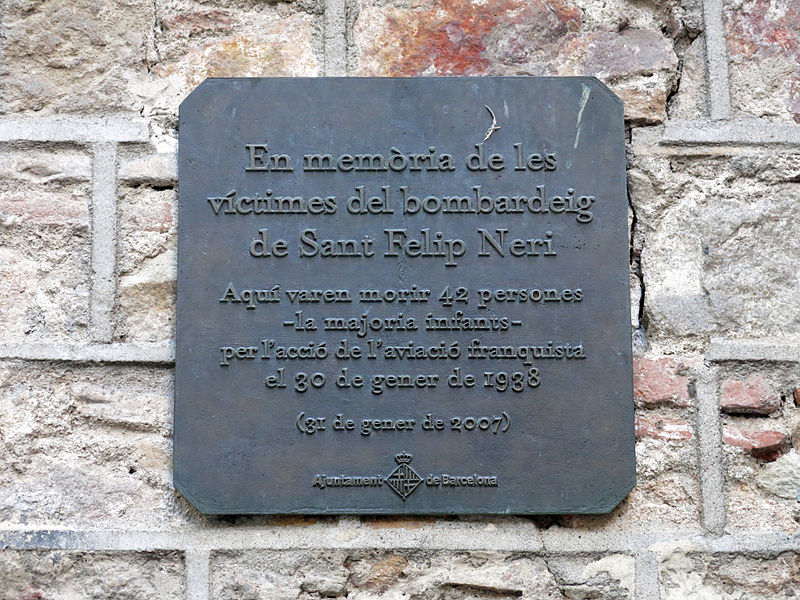 En memòria de les
víctimes del bombardeig
de Sant Felip Neri
Aquí varen morir 42 persones
-la majoria infants-
per l'acció de l'aviació franquista
el 30 de gener de 1938
(31 de gener de 2007)
Ajuntament de Barcelona